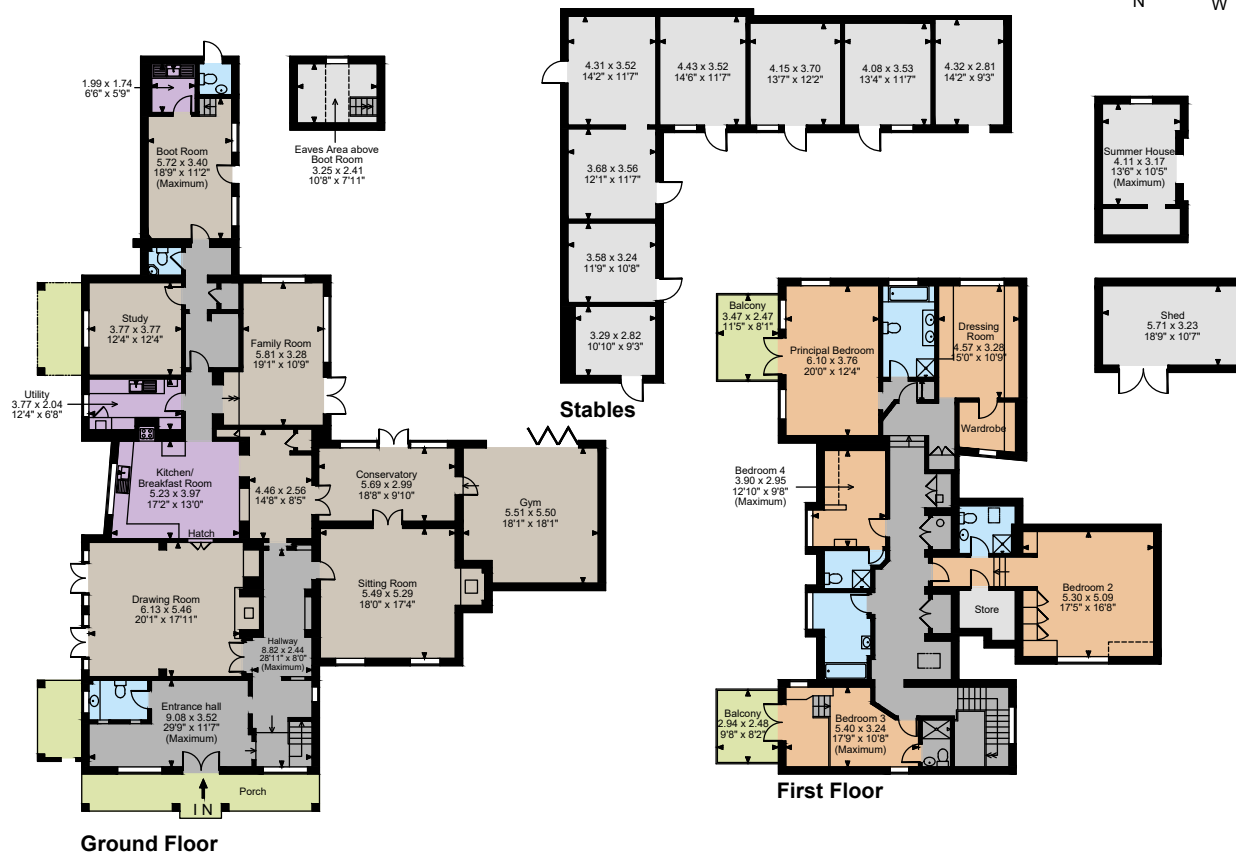 N
W
1.99 x 1.74
6'6" x 5'9"
Boot Room
5.72 x 3.40
18'9" x 11'2"
(Maximum)
Eaves Area above
Boot Room
3.25 x 2.41
10'8" x 7'11"
4.31 x 3.52
14'2" x 11'7"
4.43 x 3.52
14'6" x 11'7"
4.15 x 3.70
13'7" x 12'2"
4.08 x 3.53
13'4" x 11'7"
4.32 x 2.81
14'2" x 9'3"
3.68 x 3.56
12'1" x 11'7"
3.58 x 3.24
11'9" x 10'8"
3.29 x 2.82
10'10" x 9'3"
Stables
Summer House
4.11 x 3.17
13'6" x 10'5"
(Maximum)
Shed
5.71 x 3.23
18'9" x 10'7"
Study
3.77 x 3.77
12'4" x 12'4"
Family Room
5.81 x 3.28
19'1" x 10'9"
Utility
3.77 x 2.04
12'4" x 6'8"
Kitchen/
Breakfast Room
5.23 x 3.97
17'2" x 13'0"
Hatch
4.46 x 2.56
14'8" x 8'5"
Conservatory
5.69 x 2.99
18'8" x 9'10"
Gym
5.51 x 5.50
18'1" x 18'1"
Drawing Room
6.13 x 5.46
20'1" x 17'11"
Sitting Room
5.49 x 5.29
18'0" x 17'4"
Hallway
8.82 x 2.44
28'11" x 8'0"
(Maximum)
Entrance hall
9.08 x 3.52
29'9" x 11'7"
(Maximum)
Porch
IN
Ground Floor
Balcony
3.47 x 2.47
11'5" x 8'1"
Principal Bedroom
6.10 x 3.76
20'0" x 12'4"
Dressing
Room
4.57 x 3.28
15'0" x 10'9"
Wardrobe
Bedroom 4
3.90 x 2.95
12'10" x 9'8"
(Maximum)
Bedroom 2
5.30 x 5.09
17'5" x 16'8"
Store
Balcony
2.94 x 2.48
9'8" x 8'2"
Bedroom 3
5.40 x 3.24
17'9" x 10'8"
(Maximum)
First Floor